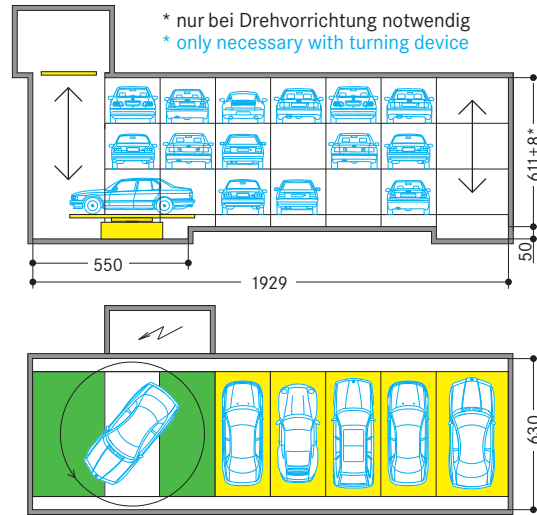 * nur bei Drehvorrichtung notwendig
* only necessary with turning device
611+8*
50
550
1929
630